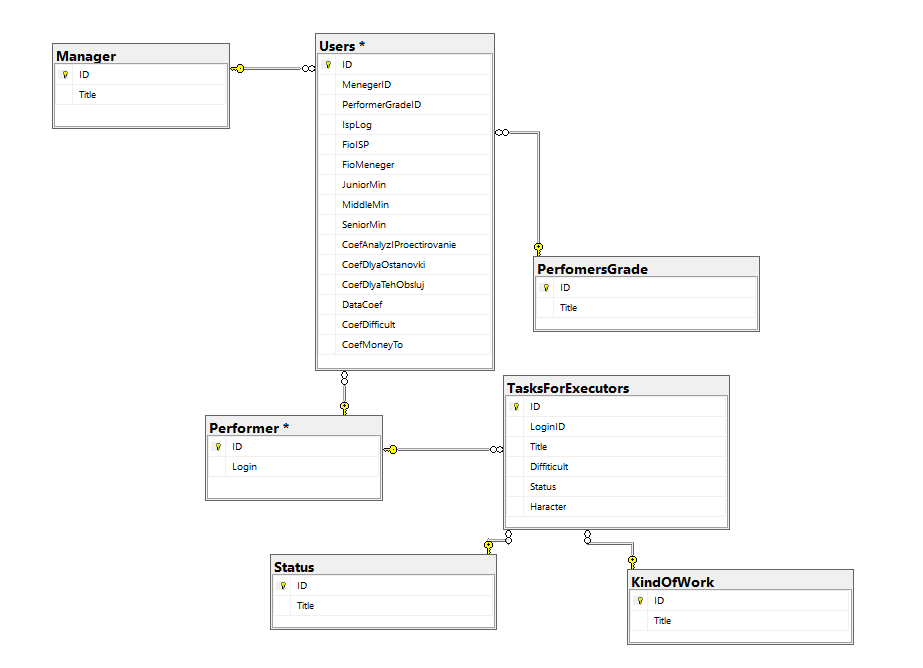 Manager
ID
Title
Users *
ID
MenegerID
PerformerGradeID
IspLog
FioISP
FioMeneger
JuniorMin
MiddleMin
SeniorMin
CoefAnalyzIProectirovanie
CoefDlyaOstanovki
CoefDlyaTehObsluj
DataCoef
CoefDifficult
CoefMoneyTo
PerfomersGrade
ID
Title
Performer *
ID
Login
TasksForExecutors
ID
LoginID
Title
Diffiticult
Status
Haracter
Status
ID
Title
KindOfWork
ID
Title